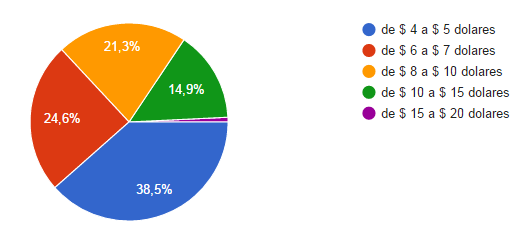 21,3%
14,9%
24,6%
38,5%
de $ 4 a $ 5 dolares
de $ 6 a $ 7 dolares
de $ 8 a $ 10 dolares
de $ 10 a $ 15 dolares
de $ 15 a $ 20 dolares